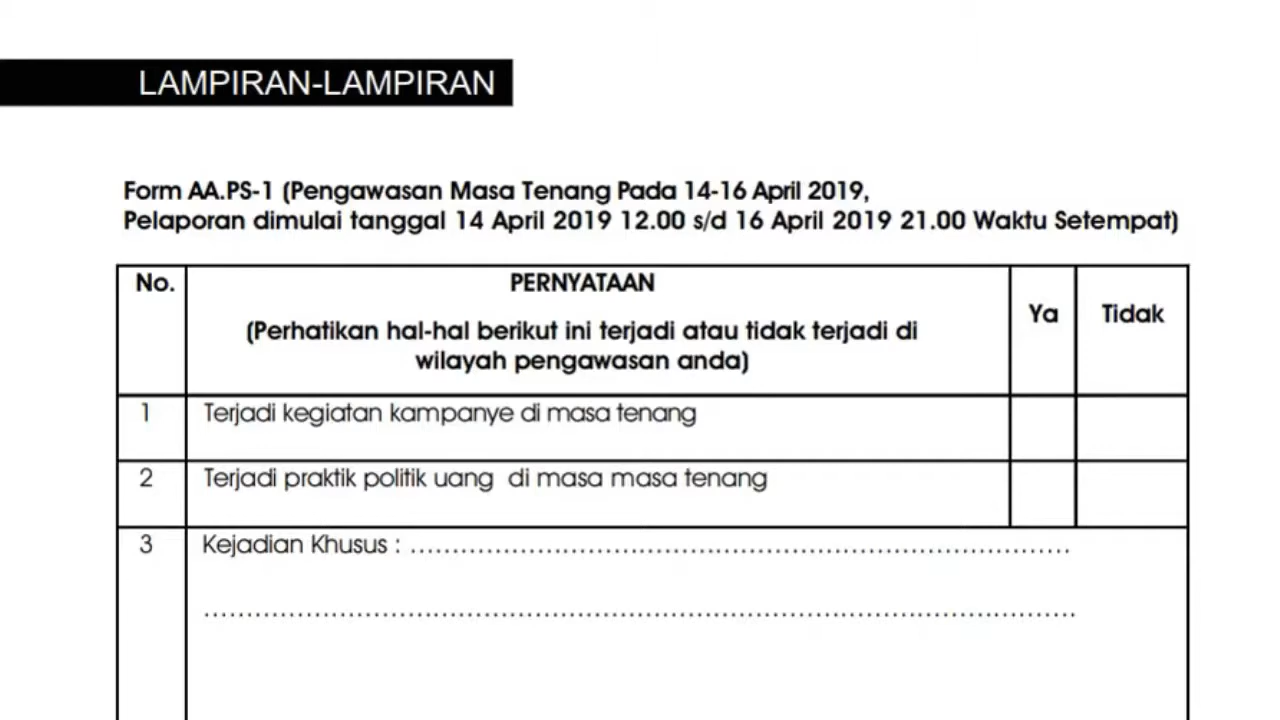 LAMPIRAN-LAMPIRAN
Form AA.PS-1 (Pengawasan Masa Tenang Pada 14-16 April 2019,
Pelaporan dimulai tanggal 14 April 2019 12.00 s/d 16 April 2019 21.00 Waktu Setempat)
No. PERNYATAAN
Ya Tidak
(Perhatikan hal-hal berikut ini terjadi atau tidak terjadi di
wilayah pengawasan anda)
1 Terjadi kegiatan kampanye di masa tenang
2 Terjadi praktik politik uang di masa masa tenang
3 Kejadian Khusus : ................................................................................
..........................................................................................................